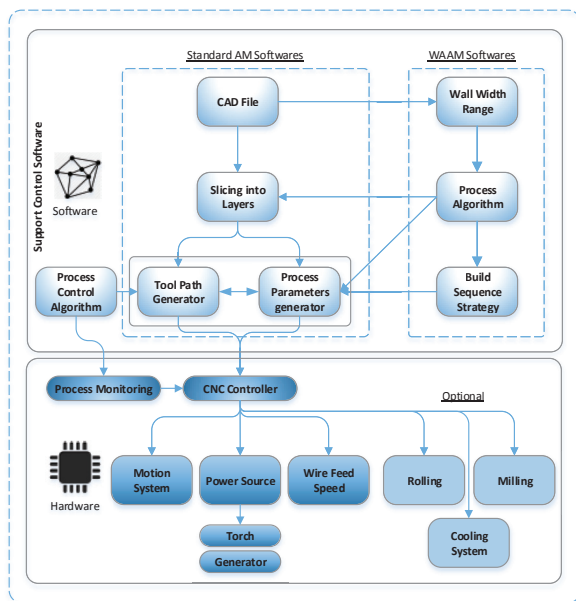 Standard AM Softwares
WAAM Softwares
Support Control Software
CAD File
Wall Width
Range
Software
Slicing into
Layers
Process
Algorithm
Process
Control
Algorithm
Tool Path
Generator
Process
Parameters
generator
Build
Sequence
Strategy
Process Monitoring
CNC Controller
Optional
Hardware
Motion
System
Power Source
Wire Feed
Speed
Rolling
Milling
Torch
Generator
Cooling
System